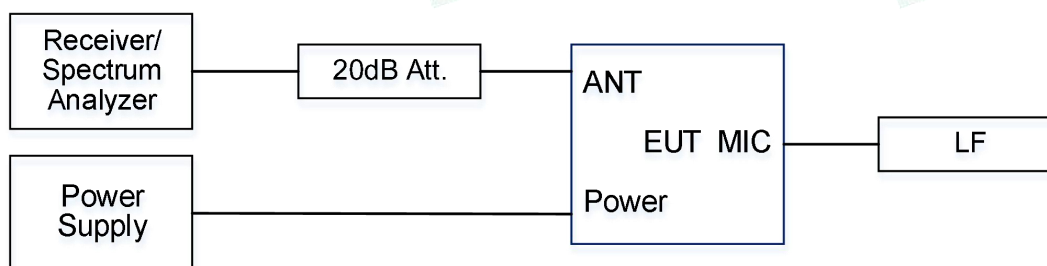 Receiver/
Spectrum
Analyzer
20dB Att.
ANT
EUT MIC
LF
Power
Supply
Power